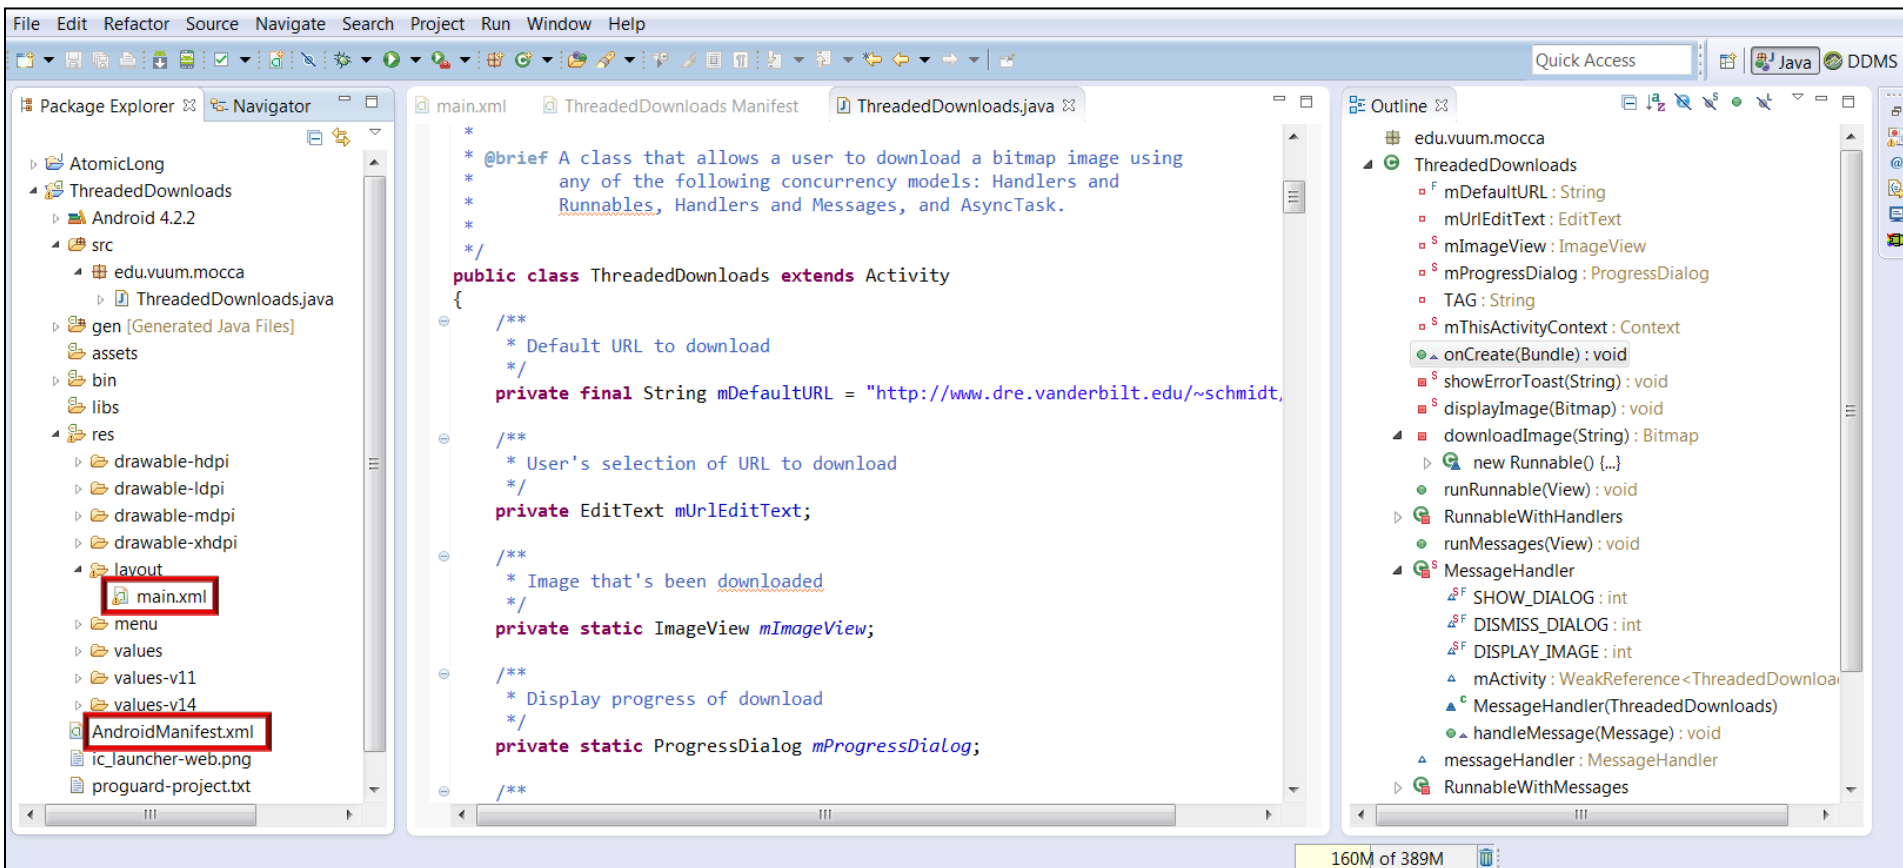 File Edit Refactor Source Navigate Search Project Run Window Help
Quick Access
Java
DDMS
Package Explorer
Navigator
AtomicLong
ThreadedDownloads
Android 4.2.2
src
edu.vuum.mocca
ThreadedDownloads.java
gen [Generated Java Files]
assets
bin
libs
res
drawable-hdpi
drawable-ldpi
drawable-mdpi
drawable-xhdpi
layout
main.xml
menu
values
values-v11
values-v14
AndroidManifest.xml
ic_launcher-web.png
proguard-project.txt
main.xml
ThreadedDownloads Manifest
ThreadedDownloads.java
*
* @brief A class that allows a user to download a bitmap image using
* any of the following concurrency models: Handlers and
* Runnables, Handlers and Messages, and AsyncTask.
*
*/
public class ThreadedDownloads extends Activity
{
/**
* Default URL to download
*/
private final String mDefaultURL = "http://www.dre.vanderbilt.edu/~schmidt/
/**
* User's selection of URL to download
*/
private EditText mUrlEditText;
/**
* Image that's been downloaded
*/
private static ImageView mImageView;
/**
* Display progress of download
*/
private static ProgressDialog mProgressDialog;
/**
Outline
edu.vuum.mocca
ThreadedDownloads
mDefaultURL : String
mUrlEditText : EditText
mImageView : ImageView
mProgressDialog : ProgressDialog
TAG : String
mThisActivityContext : Context
onCreate(Bundle) : void
showErrorToast(String) : void
displayImage(Bitmap) : void
downloadImage(String) : Bitmap
new Runnable() {...}
runRunnable(View) : void
RunnableWithHandlers
runMessages(View) : void
MessageHandler
SHOW_DIALOG : int
DISMISS_DIALOG : int
DISPLAY_IMAGE : int
mActivity : WeakReference<ThreadedDownloa
MessageHandler(ThreadedDownloads)
handleMessage(Message) : void
messageHandler : MessageHandler
RunnableWithMessages
160M of 389M